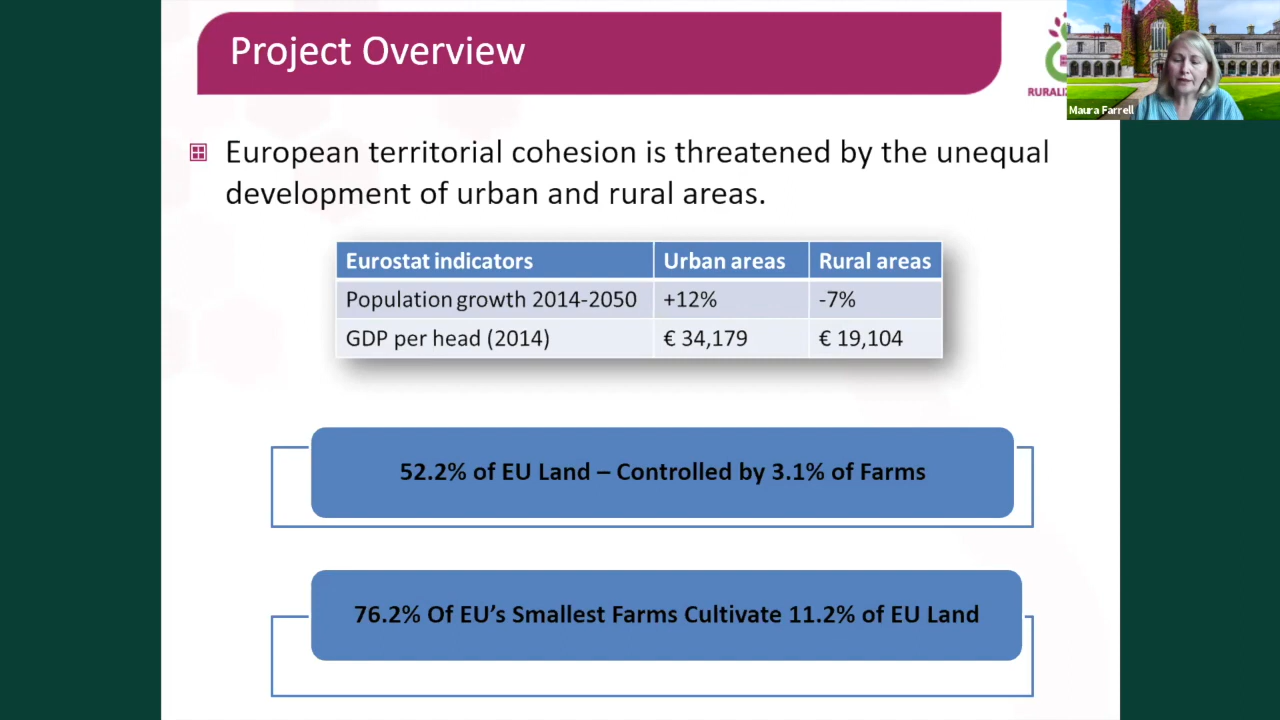 Project Overview
RURALIZ
Maura Farrell
European territorial cohesion is threatened by the unequal
development of urban and rural areas.
Eurostat indicators Urban areas Rural areas
Population growth 2014-2050 +12% -7%
GDP per head (2014) € 34,179 € 19,104
52.2% of EU Land – Controlled by 3.1% of Farms
76.2% Of EU’s Smallest Farms Cultivate 11.2% of EU Land